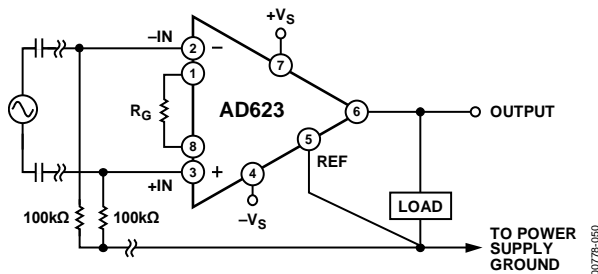 +VS
–IN
2
–
7
1
RG
AD623
6
OUTPUT
5
8
REF
3
+
4
+IN
–VS
100kΩ
100kΩ
LOAD
TO POWER
SUPPLY
GROUND
00778-050